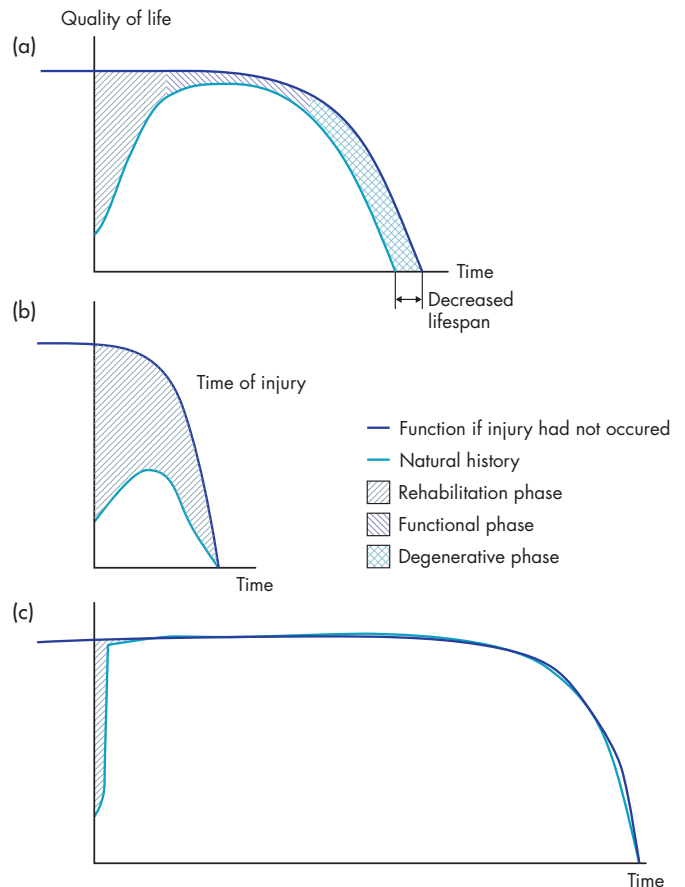 Quality of life
(a)
Time
Decreased
lifespan
(b)
Time of injury
Function if injury had not occured
Natural history
Rehabilitation phase
Functional phase
Degenerative phase
Time
(c)
Time